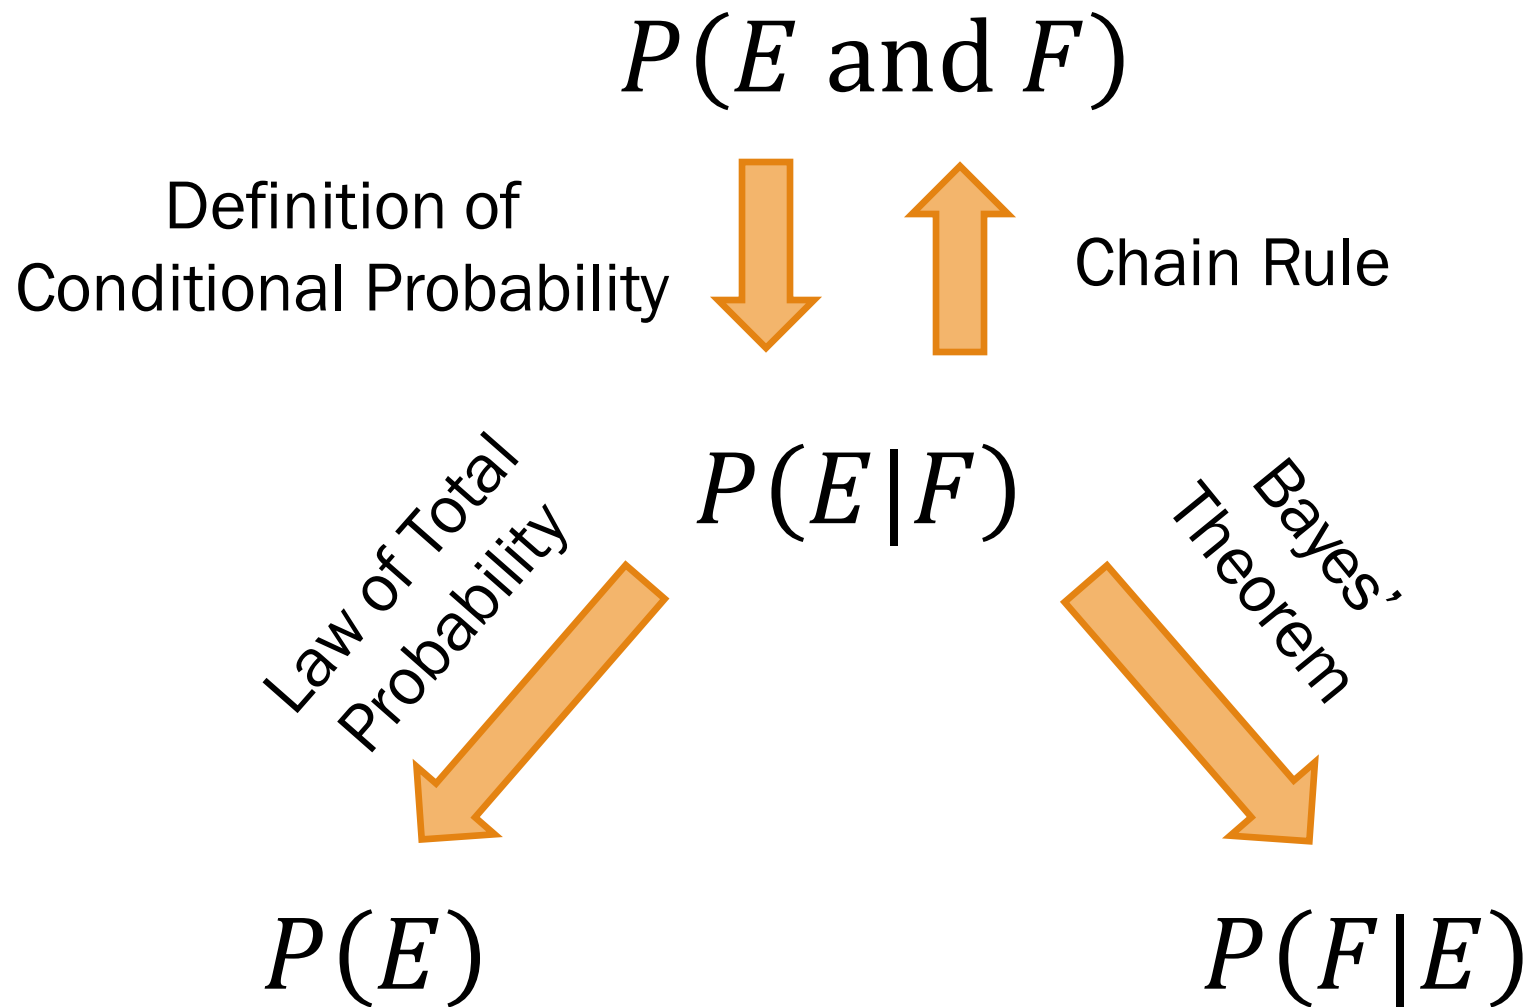 P(E and F)
Definition of
Conditional Probability
Chain Rule
P(E|F)
Law of Total
Probability
Bayes’
Theorem
P(E)
P(F|E)